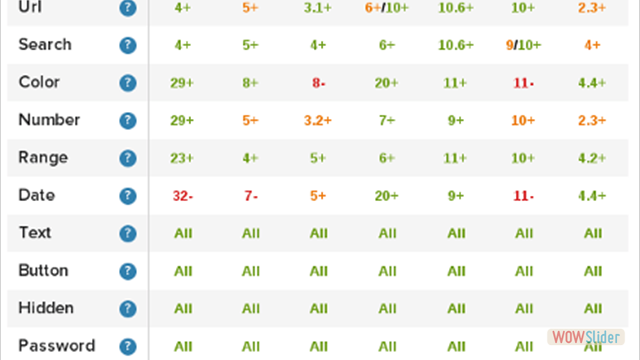 Url ? 4+ 5+ 3.1+ 6+/10+ 10.6+ 10+ 2.3+
Search ? 4+ 5+ 4+ 6+ 10.6+ 9/10+ 4+
Color ? 29+ 8+ 8- 20+ 11+ 11- 4.4+
Number ? 29+ 5+ 3.2+ 7+ 9+ 10+ 2.3+
Range ? 23+ 4+ 5+ 6+ 11+ 10+ 4.2+
Date ? 32- 7- 5+ 20+ 9+ 11- 4.4+
Text ? All All All All All All All
Button ? All All All All All All All
Hidden ? All All All All All All All
Password ? All All All All All All All
WOWSlider